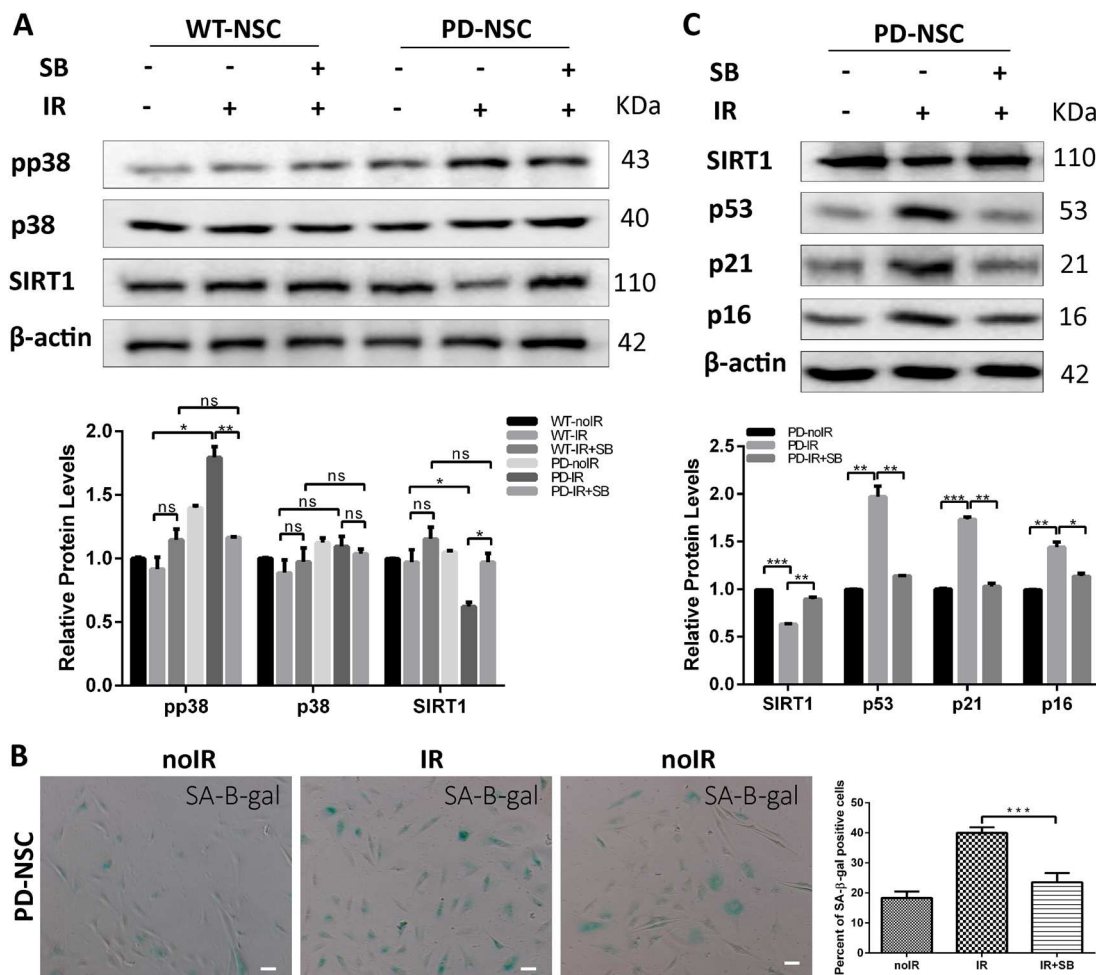 A
WT-NSC PD-NSC
SB - - + - - +
IR - + + - + + KDa
pp38 43
p38 40
SIRT1 110
β-actin 42
ns
* **
ns
ns
ns
ns ns
ns
*
ns
*
2.0
1.5
1.0
0.5
0.0
Relative Protein Levels
WT-noIR
WT-IR
WT-IR+SB
PD-noIR
PD-IR
PD-IR+SB
pp38 p38 SIRT1
C
PD-NSC
SB - - +
IR - + + KDa
SIRT1 110
p53 53
p21 21
p16 16
β-actin 42
PD-noIR
PD-IR
PD-IR+SB
2.5
2.0
1.5
1.0
0.5
0.0
Relative Protein Levels
*** ** ** ** *** ** ** *
SIRT1 p53 p21 p16
B
noIR IR noIR
PD-NSC
SA-B-gal SA-B-gal SA-B-gal
Percent of SA-β-gal positive cells
50
40
30
20
10
0
***
noIR IR IR+SB